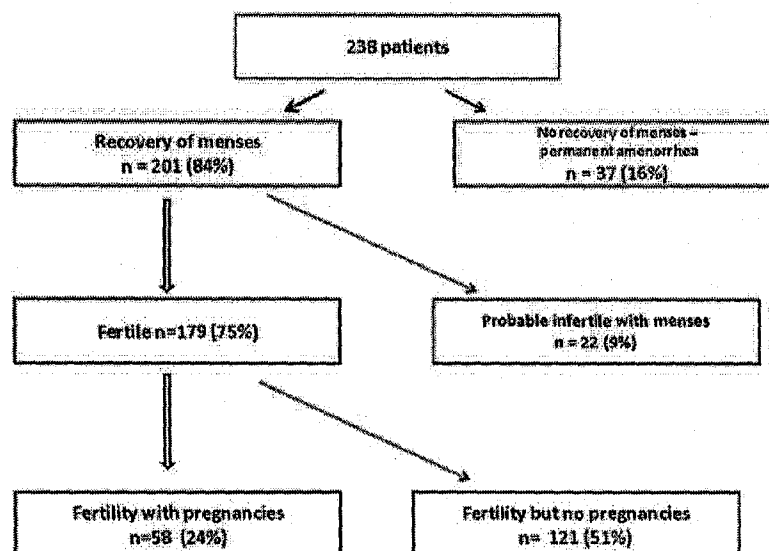 238 patients
Recovery of menses
n = 201 (84%)
No recovery of menses –
permanent amenorrhea
n = 37 (16%)
Fertile n=179 (75%)
Probable infertile with menses
n = 22 (9%)
Fertility with pregnancies
n=58 (24%)
Fertility but no pregnancies
n= 121 (51%)